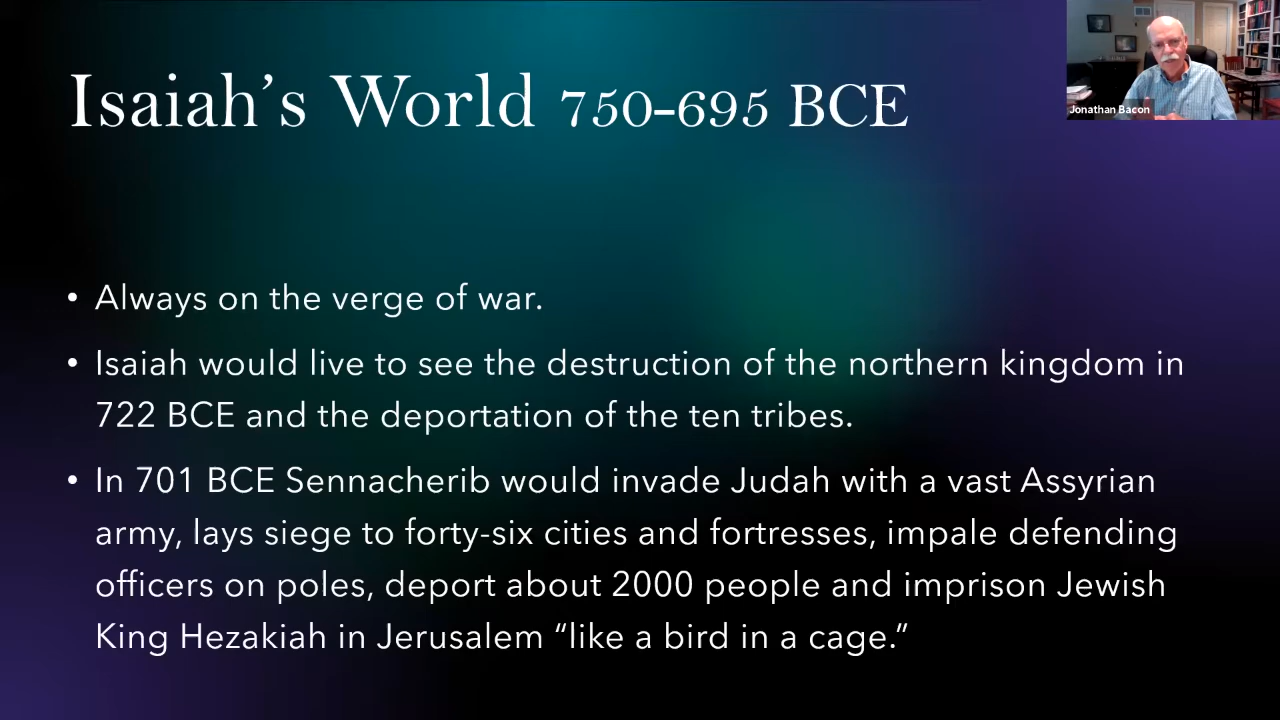 Isaiah’s World 750-695 BCE
Jonathan Bacon
• Always on the verge of war.
• Isaiah would live to see the destruction of the northern kingdom in
722 BCE and the deportation of the ten tribes.
• In 701 BCE Sennacherib would invade Judah with a vast Assyrian
army, lays siege to forty-six cities and fortresses, impale defending
officers on poles, deport about 2000 people and imprison Jewish
King Hezakiah in Jerusalem “like a bird in a cage.”